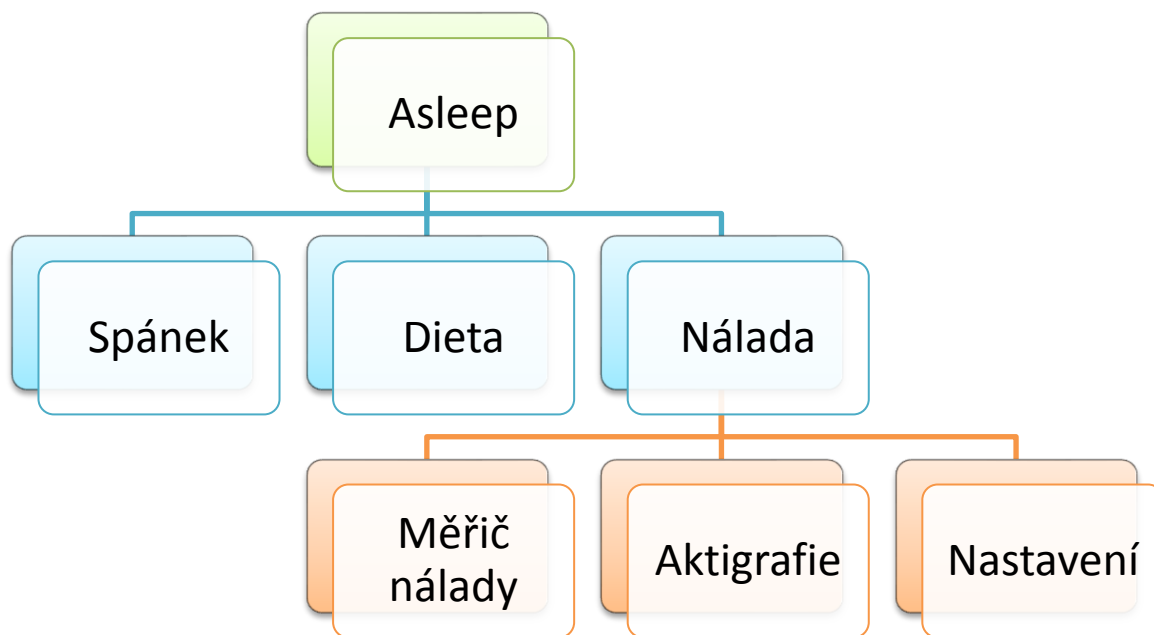 Asleep
Spánek
Dieta
Nálada
Měřič
nálady
Aktigrafie
Nastavení